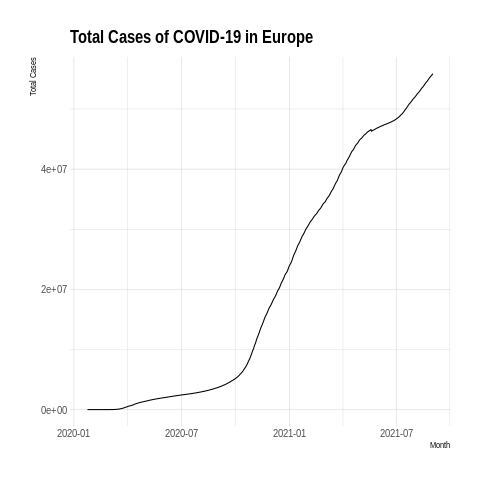 Total Cases of COVID-19 in Europe
Total Cases
4e+07
2e+07
0e+00
2020-01 2020-07 2021-01 2021-07
Month